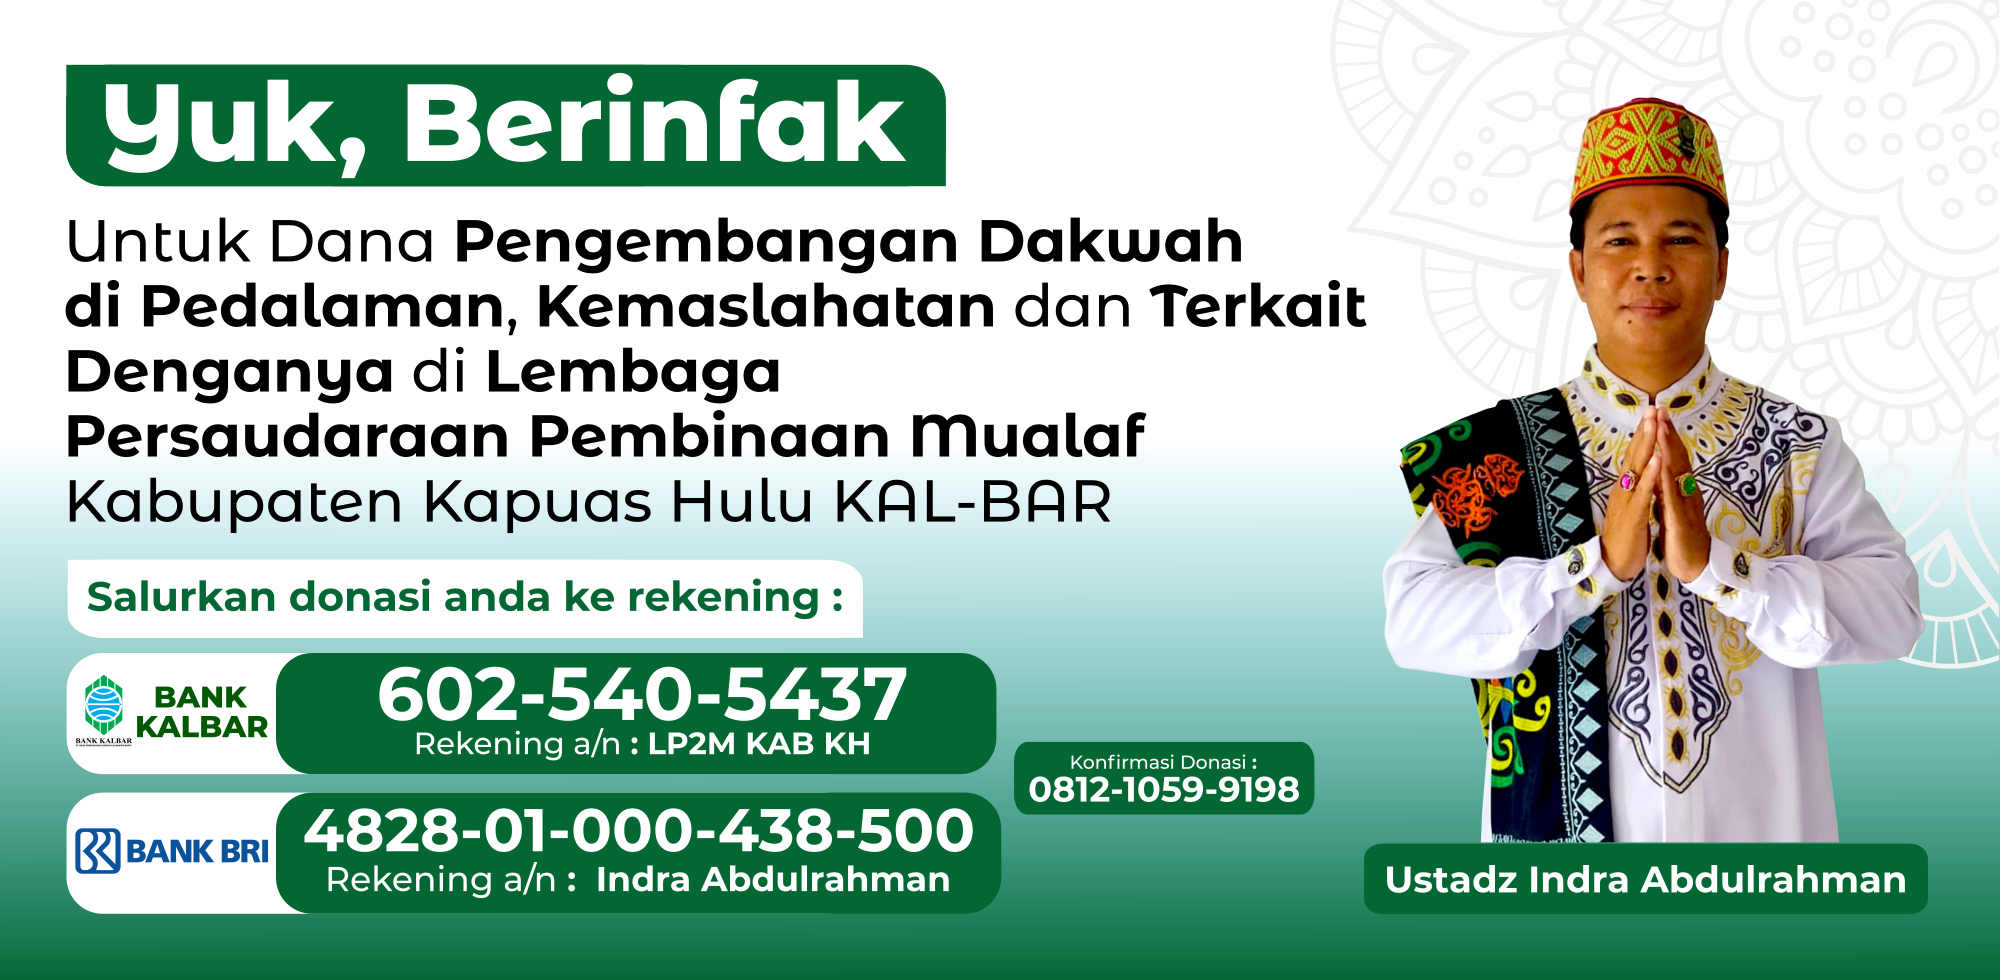 Yuk, Berinfak
Untuk Dana Pengembangan Dakwah
di Pedalaman, Kemaslahatan dan Terkait
Denganya di Lembaga
Persaudaraan Pembinaan Mualaf
Kabupaten Kapuas Hulu KAL-BAR
Salurkan donasi anda ke rekening :
BANK KALBAR
BANK
KALBAR
602-540-5437
Rekening a/n : LP2M KAB KH
Konfirmasi Donasi :
0812-1059-9198
BANK BRI
4828-01-000-438-500
Rekening a/n : Indra Abdulrahman
Ustadz Indra Abdulrahman